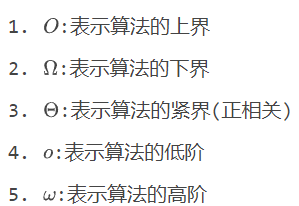 1. O:表示算法的上界
2. Ω:表示算法的下界
3. Θ:表示算法的紧界(正相关)
4. o:表示算法的低阶
5. ω:表示算法的高阶